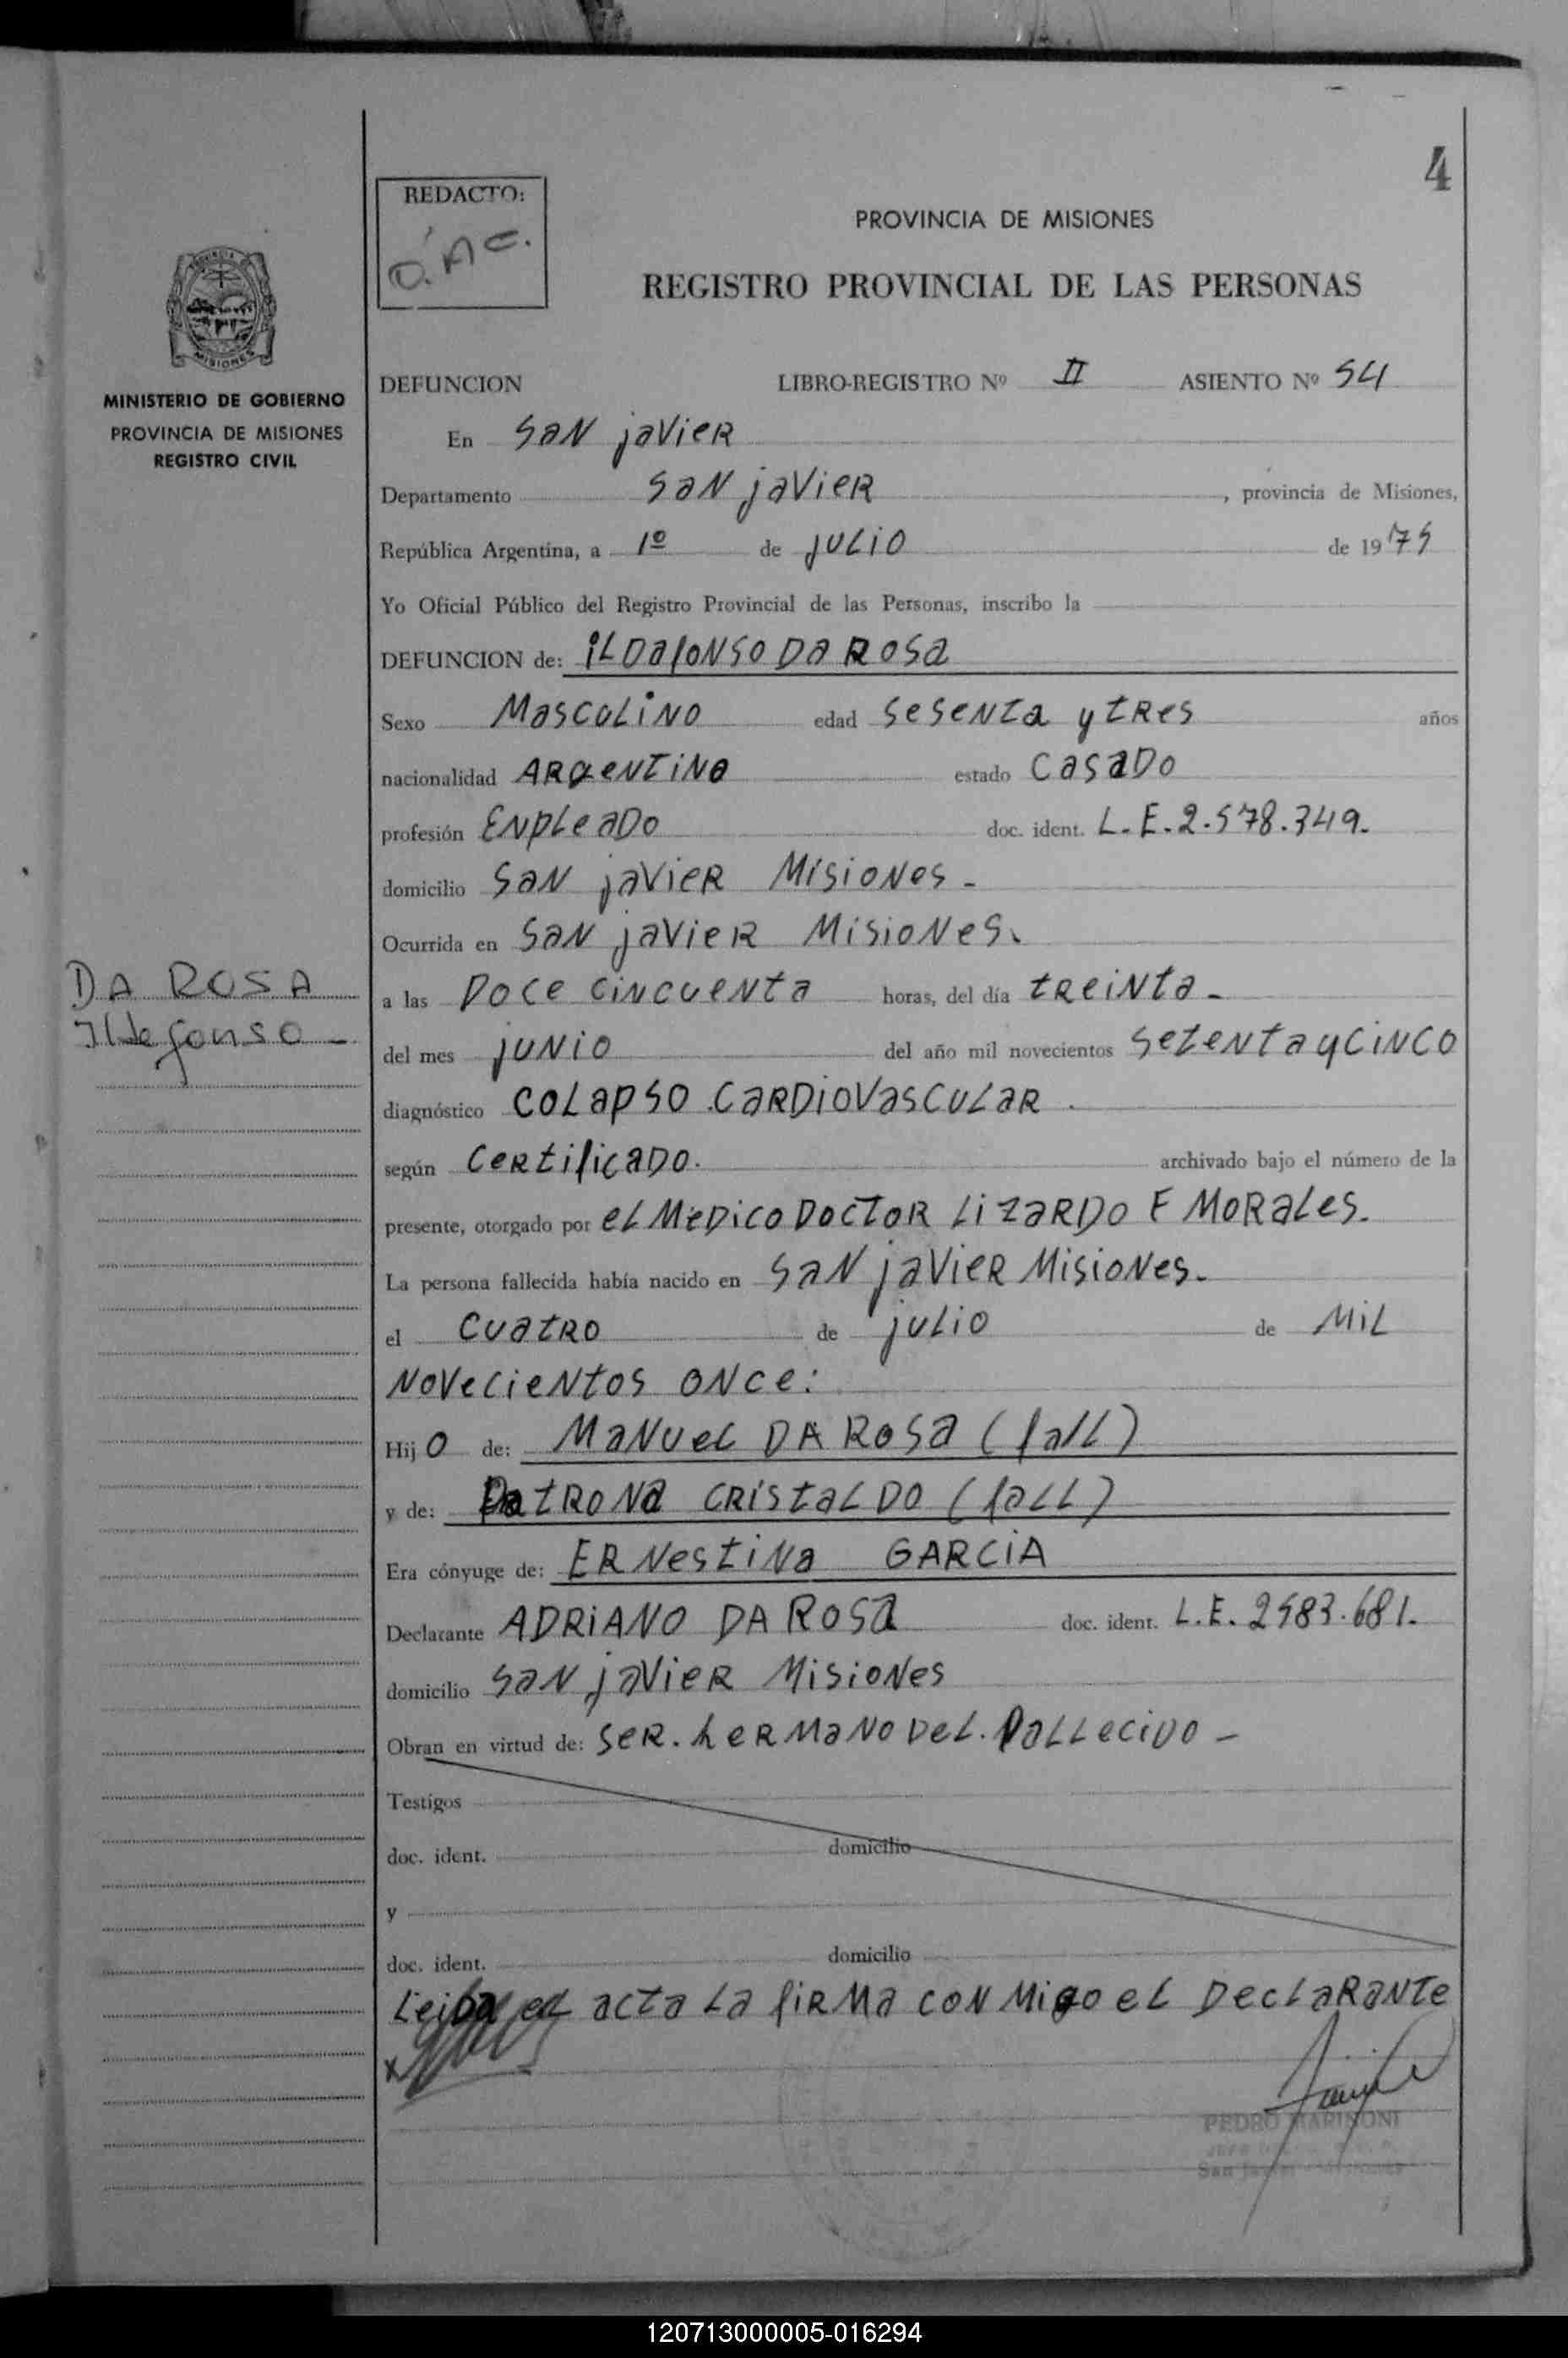 4
REDACTO:
PROVINCIA DE MISIONES
REGISTRO PROVINCIAL DE LAS PERSONAS
MISIONES
MINISTERIO DE GOBIERNO
PROVINCIA DE MISIONES
REGISTRO CIVIL
DEFUNCION LIBRO-REGISTRO Nº II ASIENTO Nº 54
En San javier
Departamento San javier, provincia de Misiones,
República Argentina, a 1º de julio de 1975
Yo Oficial Público del Registro Provincial de las Personas, inscribo la
DEFUNCION de: ilDafonso Da Rosa
Sexo Masculino edad sesenta y tres años
nacionalidad Argentino estado Casado
profesión Enpleado doc. ident. L.E.2.578.349.
domicilio San javier Misiones -
Ocurrida en San javier Misiones.
DA ROSA
Ildefonso -
a las Doce cincuenta horas, del día treinta -
del mes junio del año mil novecientos setenta y cinco
diagnóstico Colapso Cardiovascular.
según Certificado. archivado bajo el número de la
presente, otorgado por el Medico Doctor Lizardo F Morales.
La persona fallecida había nacido en San javier Misiones.
el Cuatro de julio de Mil
Novecientos once:
Hijo de: Manuel Da Rosa (fall)
y de: Patrona Cristaldo (fall)
Era cónyuge de: Ernestina Garcia
Declarante Adriano Da Rosa doc. ident. L.E. 2583.681.
domicilio San javier Misiones
Obran en virtud de: ser. hermano del. fallecido -
Testigos
doc. ident. domicilio
y
doc. ident. domicilio
Leida el acta la firma con migo el Declarante
x
PEDRO MARINONI
San Javier
120713000005-016294